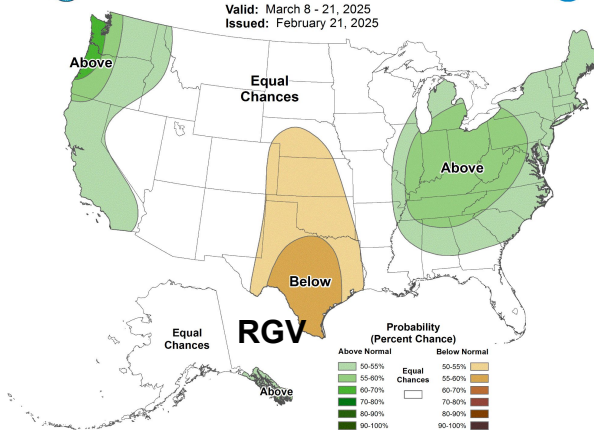 Valid: March 8 - 21, 2025
Issued: February 21, 2025
Above
Equal
Chances
Above
Below
Equal
Chances
RGV
Above
Probability
(Percent Chance)
Above Normal
Below Normal
50-55%
55-60%
60-70%
70-80%
80-90%
90-100%
Equal
Chances
50-55%
55-60%
60-70%
70-80%
80-90%
90-100%